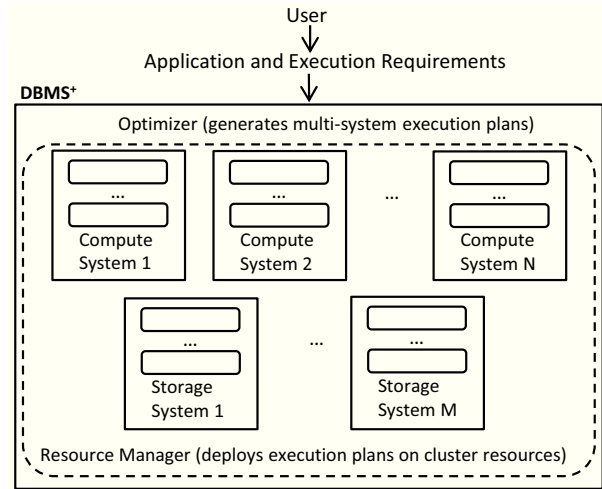 User
Application and Execution Requirements
DBMS⁺
Optimizer (generates multi-system execution plans)
...
...
...
...
Compute
System 1
Compute
System 2
Compute
System N
...
...
...
Storage
System 1
Storage
System M
Resource Manager (deploys execution plans on cluster resources)